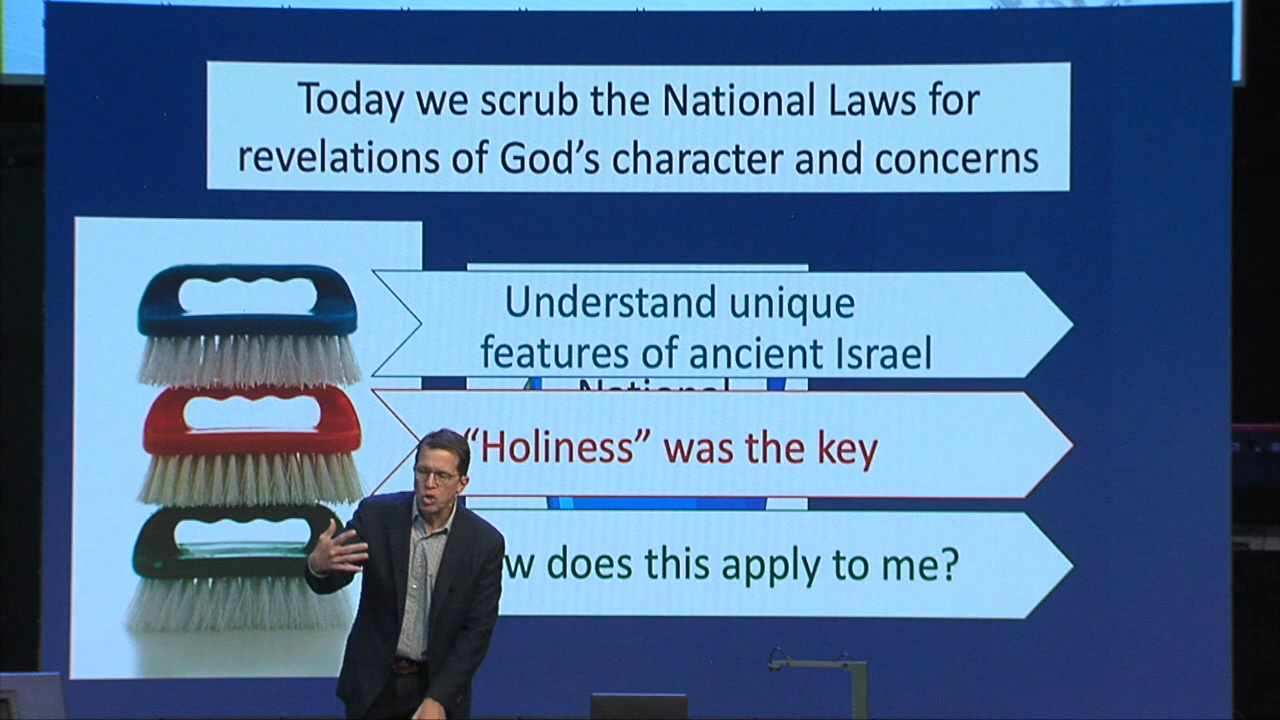 Today we scrub the National Laws for
revelations of God's character and concerns
Understand unique
features of ancient Israel
National
"Holiness" was the key
w does this apply to me?